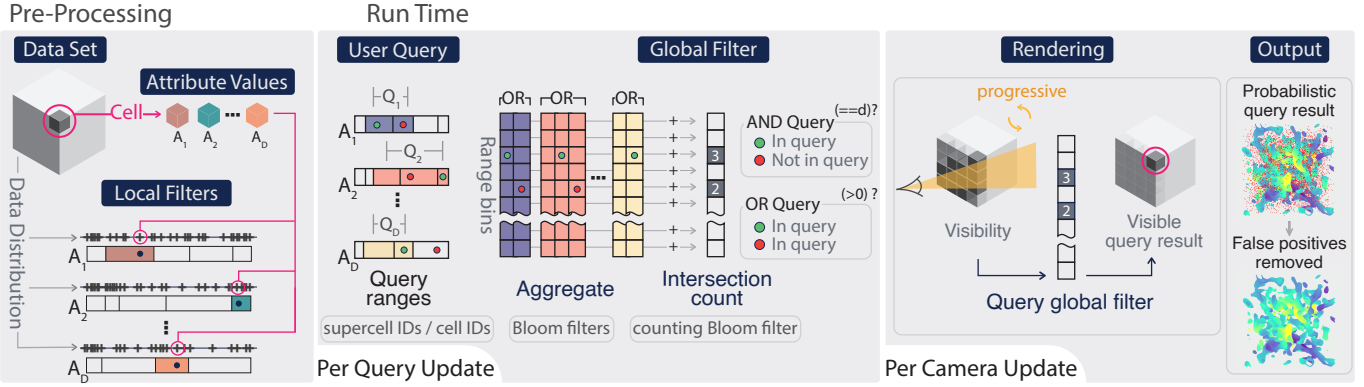 Pre-Processing
Run Time
Data Set
Attribute Values
Cell
A1 A2 ... AD
Local Filters
Data Distribution
A1
A2
AD
User Query
Q1
A1
Q2
A2
QD
AD
Query
ranges
supercell IDs / cell IDs
Per Query Update
Global Filter
OR OR OR
Range bins
+
+
+
3
+
+
2
+
+
+
Aggregate
Intersection
count
Bloom filters
counting Bloom filter
(==d)?
AND Query
In query
Not in query
(>0) ?
OR Query
In query
In query
Rendering
progressive
3
2
Visibility
Visible
query result
Query global filter
Per Camera Update
Output
Probabilistic
query result
False positives
removed